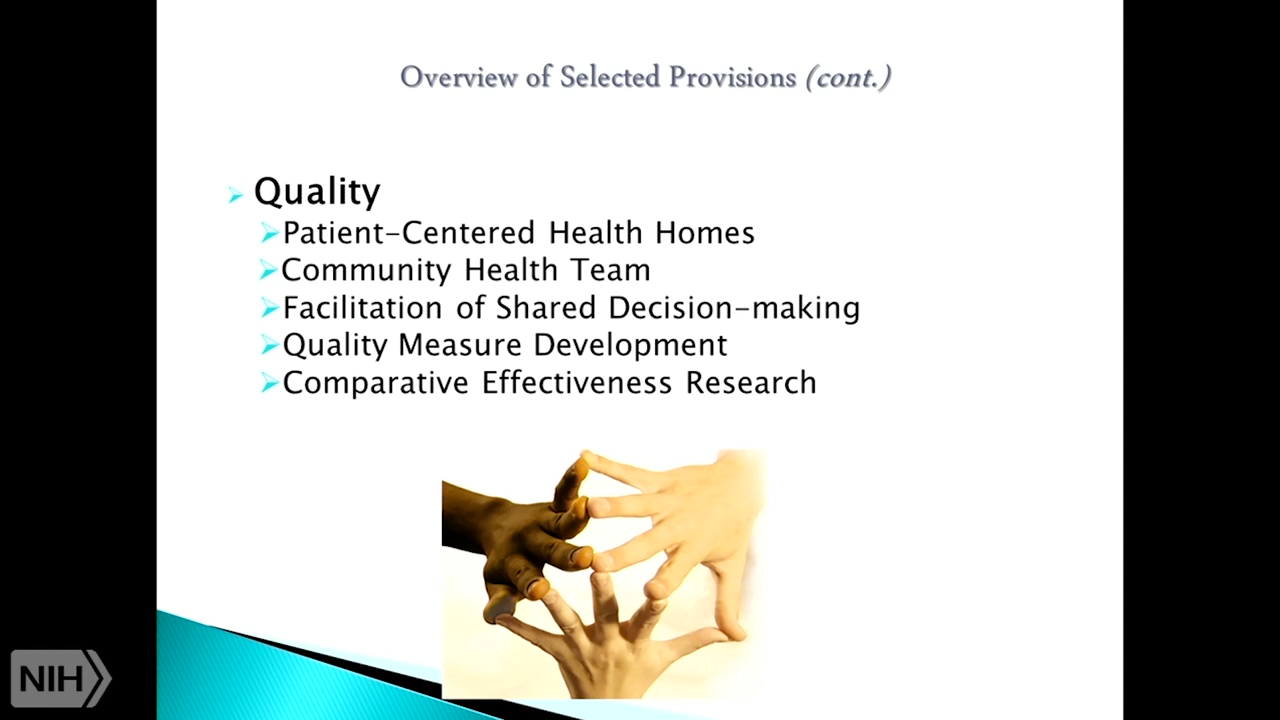 Overview of Selected Provisions (cont.)
Quality
Patient-Centered Health Homes
Community Health Team
Facilitation of Shared Decision-making
Quality Measure Development
Comparative Effectiveness Research
NIH